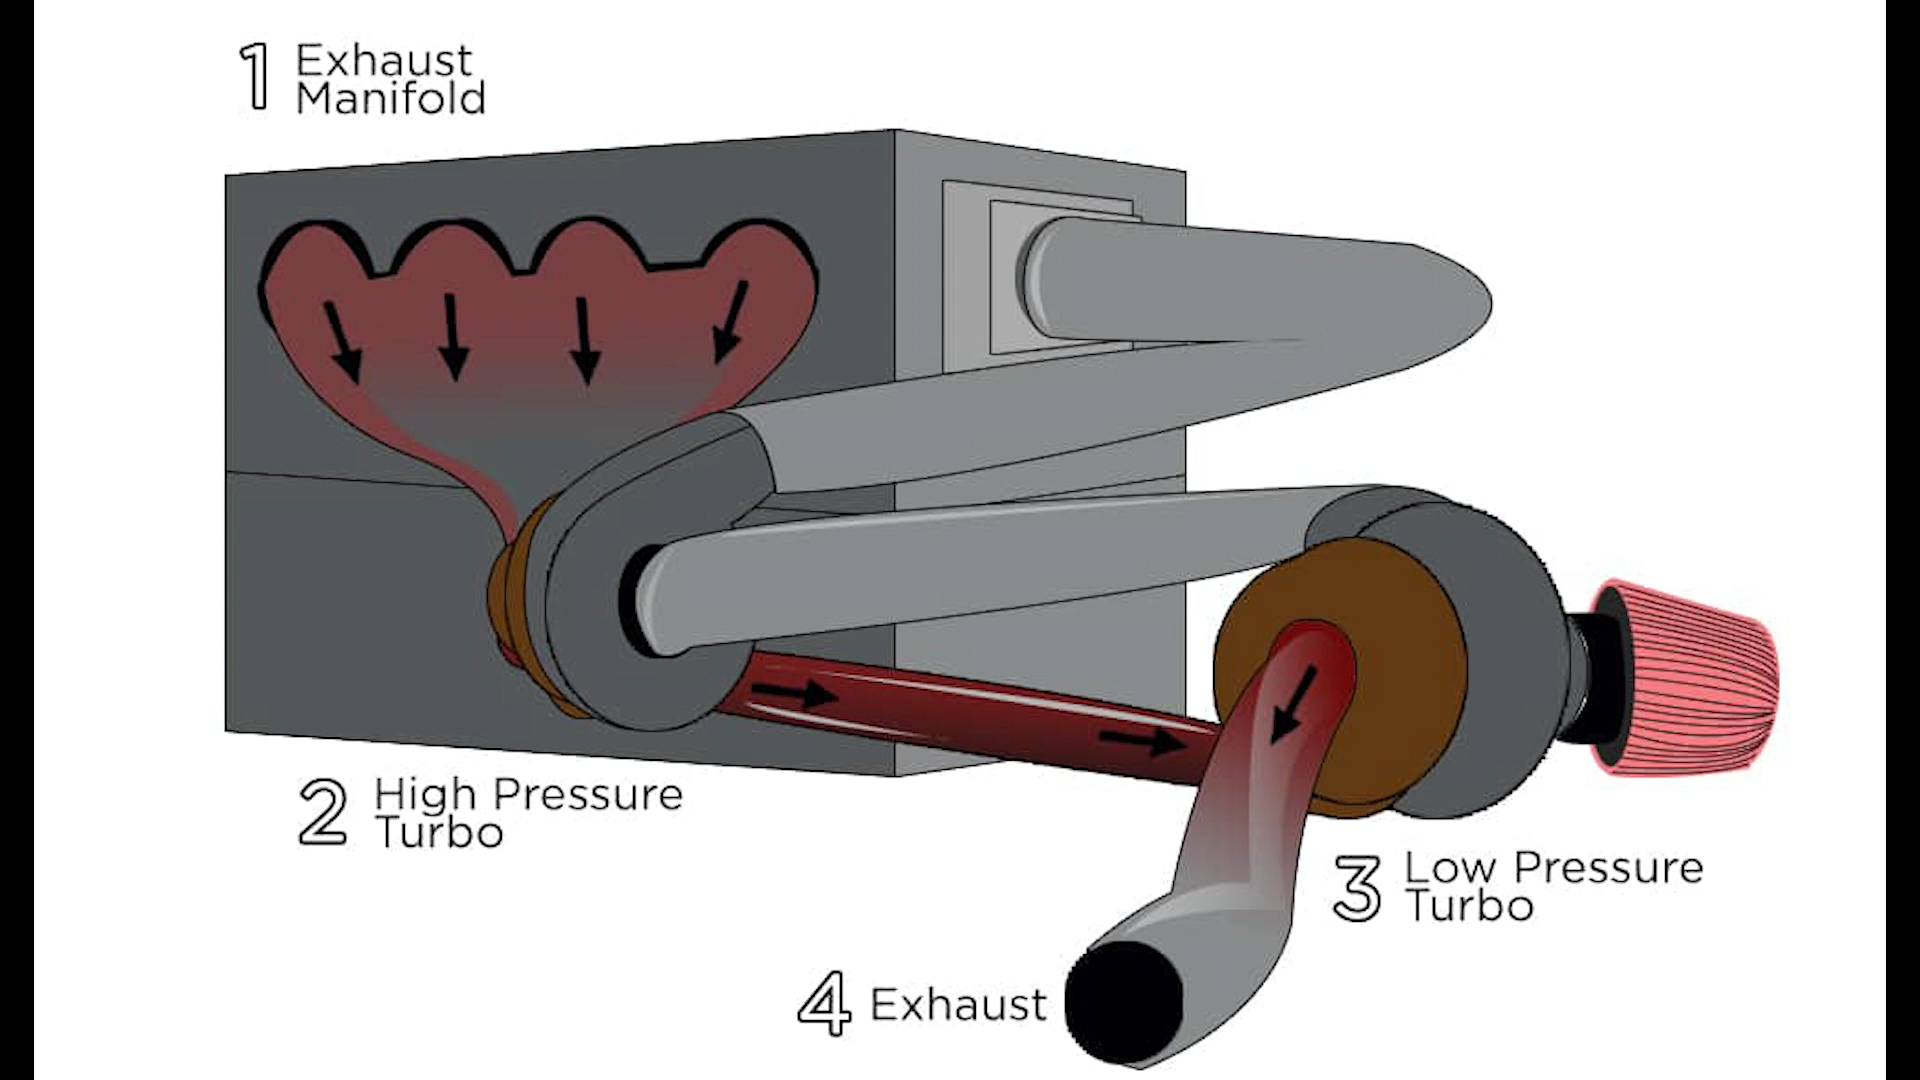 1 Exhaust
Manifold
2 High Pressure
Turbo
3 Low Pressure
Turbo
4 Exhaust